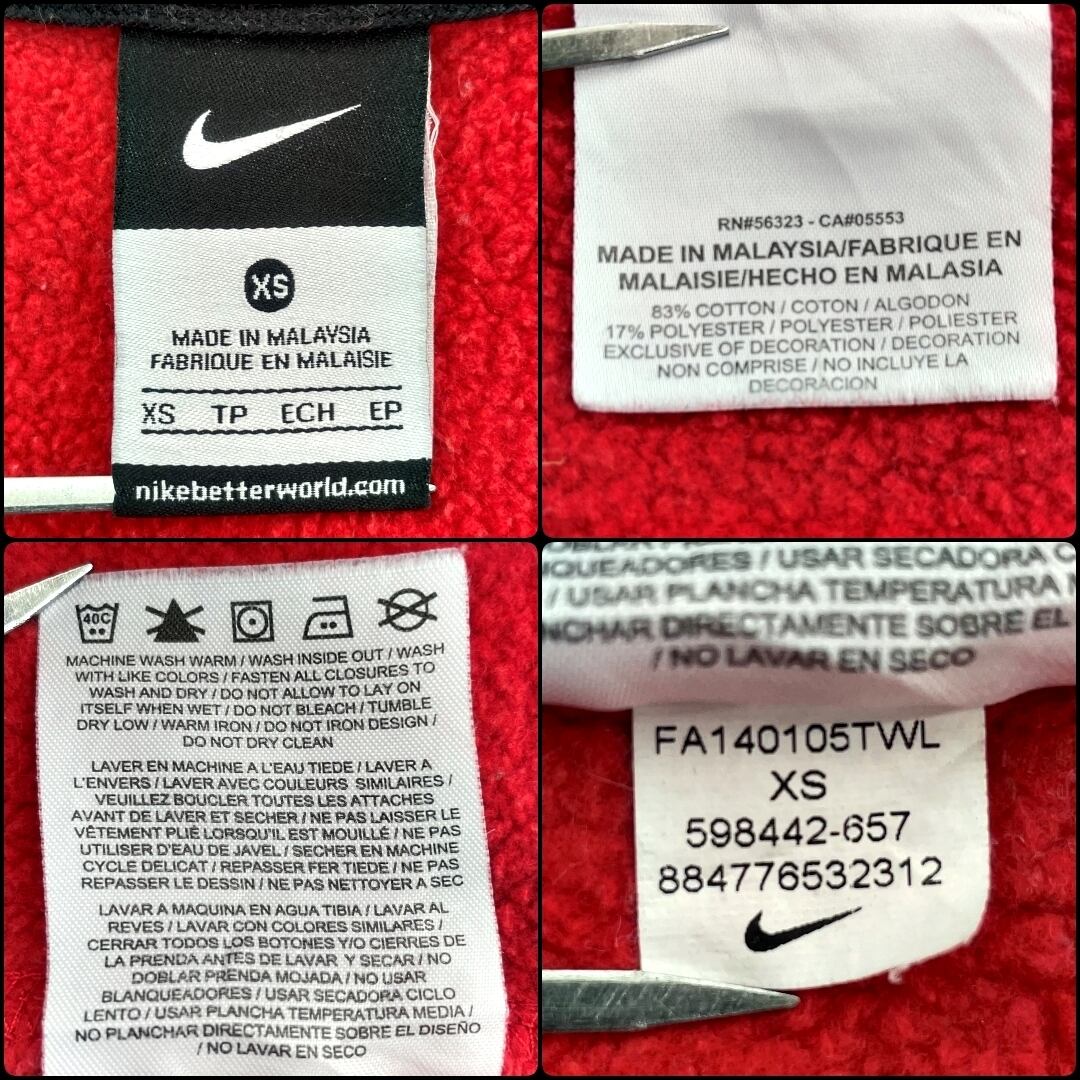 XS
MADE IN MALAYSIA
FABRIQUE EN MALAISIE
XS TP ECH EP
nikebetterworld.com
RN#56323 - CA#05553
MADE IN MALAYSIA/FABRIQUE EN
MALAISIE/HECHO EN MALASIA
83% COTTON / COTON / ALGODON
17% POLYESTER / POLYESTER / POLIESTER
EXCLUSIVE OF DECORATION / DECORATION
NON COMPRISE / NO INCLUYE LA
DECORACION
40C
MACHINE WASH WARM / WASH INSIDE OUT / WASH
WITH LIKE COLORS / FASTEN ALL CLOSURES TO
WASH AND DRY / DO NOT ALLOW TO LAY ON
ITSELF WHEN WET / DO NOT BLEACH / TUMBLE
DRY LOW / WARM IRON / DO NOT IRON DESIGN /
DO NOT DRY CLEAN
LAVER EN MACHINE A L'EAU TIEDE / LAVER A
L'ENVERS / LAVER AVEC COULEURS SIMILAIRES /
VEUILLEZ BOUCLER TOUTES LES ATTACHES
AVANT DE LAVER ET SECHER / NE PAS LAISSER LE
VÊTEMENT PLIÉ LORSQU'IL EST MOUILLÉ / NE PAS
UTILISER D'EAU DE JAVEL / SECHER EN MACHINE
CYCLE DELICAT / REPASSER FER TIEDE / NE PAS
REPASSER LE DESSIN / NE PAS NETTOYER A SEC
LAVAR A MAQUINA EN AGUA TIBIA / LAVAR AL
REVES / LAVAR CON COLORES SIMILARES /
CERRAR TODOS LOS BOTONES Y/O CIERRES DE
LA PRENDA ANTES DE LAVAR Y SECAR / NO
DOBLAR PRENDA MOJADA / NO USAR
BLANQUEADORES / USAR SECADORA CICLO
LENTO / USAR PLANCHA TEMPERATURA MEDIA /
NO PLANCHAR DIRECTAMENTE SOBRE EL DISEÑO
/ NO LAVAR EN SECO
QUEADORES / USAR SECADORA C
/ USAR PLANCHA TEMPERATURA M
NCHAR DIRECTAMENTE SOBRE EL
/ NO LAVAR EN SECO
FA140105TWL
XS
598442-657
884776532312